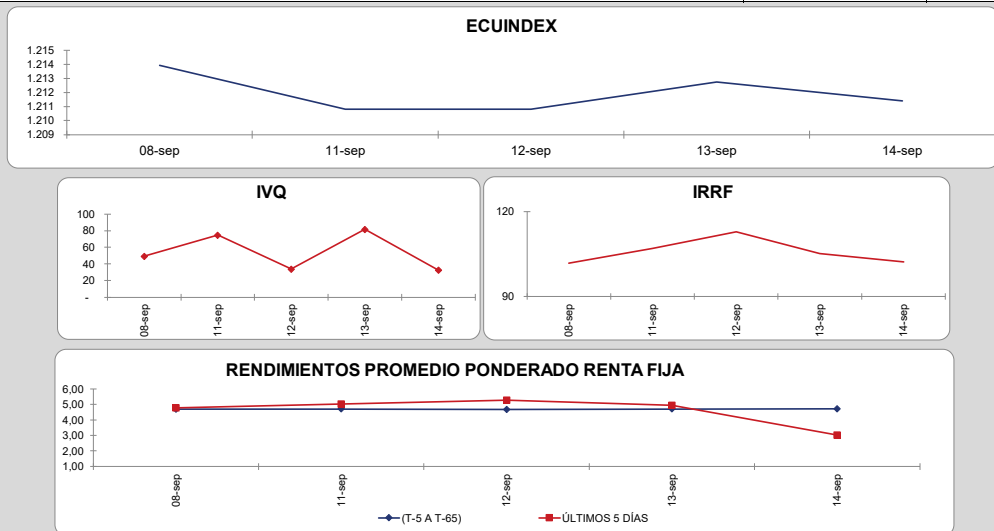 ECUINDEX
1.215
1.214
1.213
1.212
1.211
1.210
1.209
08-sep 11-sep 12-sep 13-sep 14-sep
IVQ
100
80
60
40
20
-
08-sep 11-sep 12-sep 13-sep 14-sep
IRRF
120
90
08-sep 11-sep 12-sep 13-sep 14-sep
RENDIMIENTOS PROMEDIO PONDERADO RENTA FIJA
6,00
5,00
4,00
3,00
2,00
1,00
08-sep 11-sep 12-sep 13-sep 14-sep
(T-5 A T-65) ÚLTIMOS 5 DÍAS